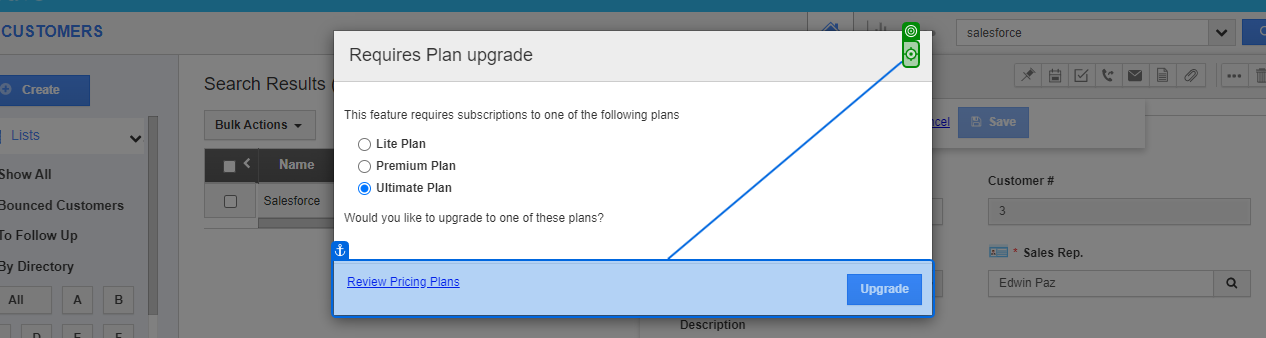 CUSTOMERS
salesforce
Requires Plan upgrade
Create
Search Results (
Lists
Bulk Actions
Save
This feature requires subscriptions to one of the following plans
Lite Plan
Name
Premium Plan
Show All
Customer #
Ultimate Plan
Salesforce
Bounced Customers
3
Would you like to upgrade to one of these plans?
To Follow Up
* Sales Rep.
By Directory
Review Pricing Plans
Edwin Paz
Upgrade
All A B
Description